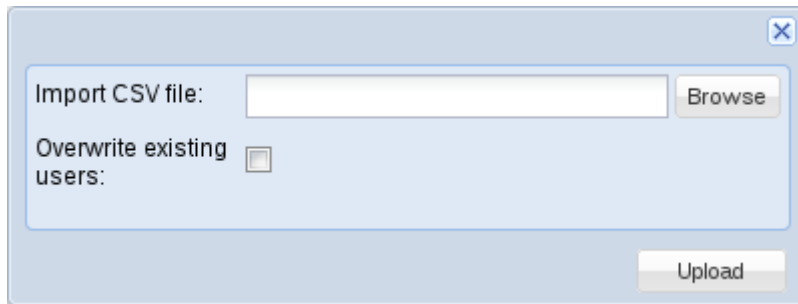 Import CSV file:
Browse
Overwrite existing
users:
Upload